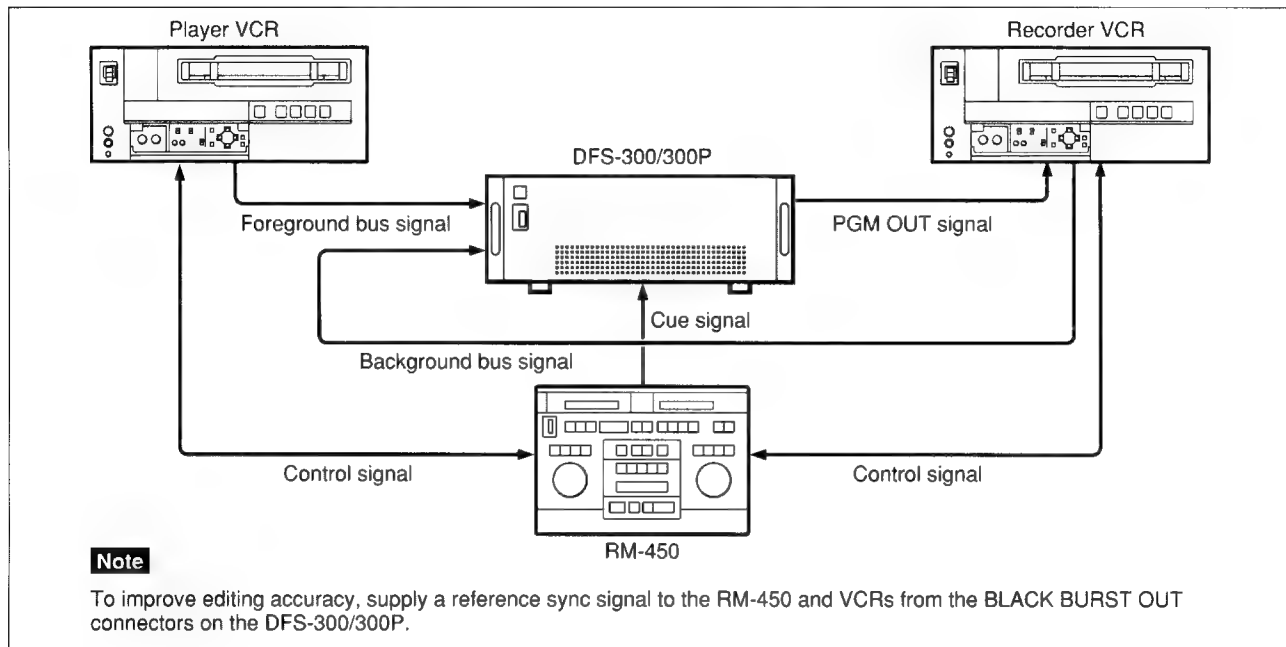 Player VCR
Recorder VCR
DFS-300/300P
Foreground bus signal
PGM OUT signal
Cue signal
Background bus signal
Control signal
Control signal
RM-450
Note
To improve editing accuracy, supply a reference sync signal to the RM-450 and VCRs from the BLACK BURST OUT
connectors on the DFS-300/300P.